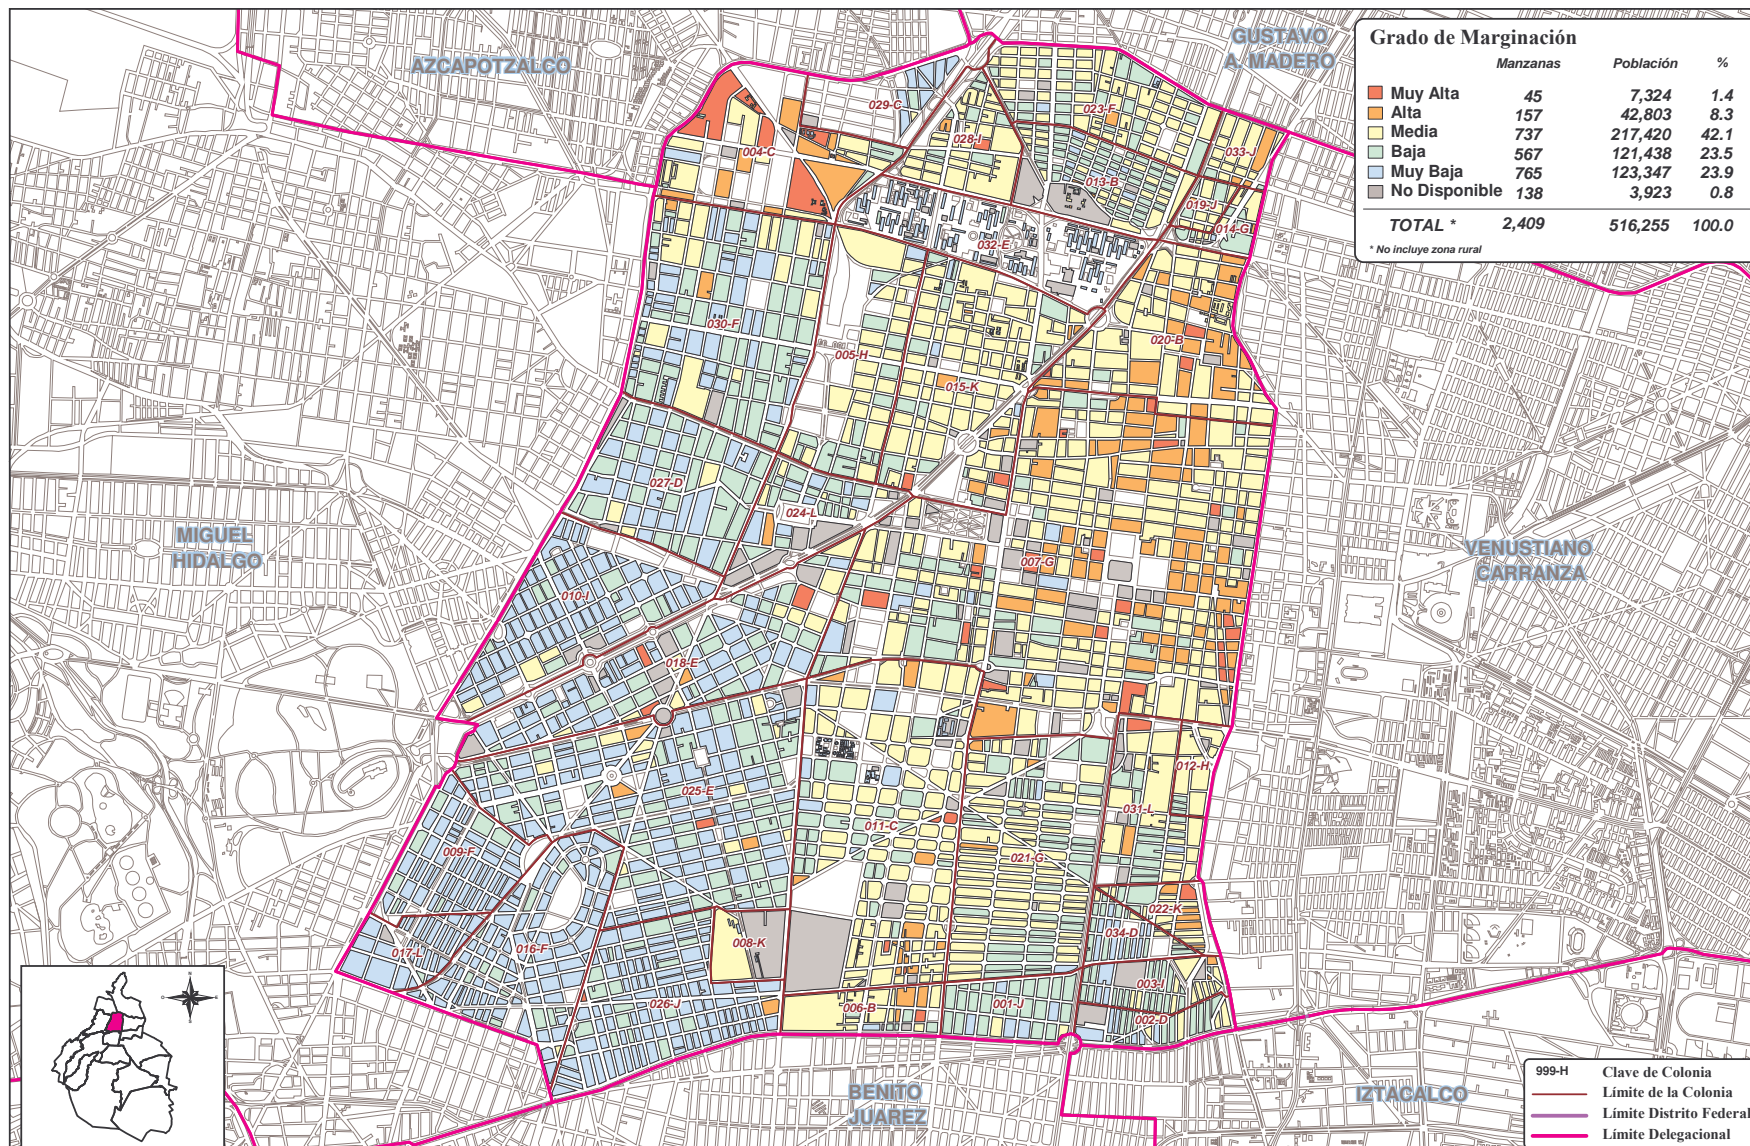 GUSTAVO
A. MADERO
AZCAPOTZALCO
Grado de Marginación
Manzanas Población %
Muy Alta 45 7,324 1.4
Alta 157 42,803 8.3
Media 737 217,420 42.1
Baja 567 121,438 23.5
Muy Baja 765 123,347 23.9
No Disponible 138 3,923 0.8
TOTAL * 2,409 516,255 100.0
* No incluye zona rural
029-C
023-F
028-I
004-C
033-J
013-B
019-J
014-G
032-E
030-F
020-B
005-H
015-K
027-D
024-L
MIGUEL
HIDALGO
VENUSTIANO
CARRANZA
007-G
010-I
018-E
D
012-H
025-E
031-L
011-C
009-F
021-G
022-K
034-D
008-K
016-F
017-L
003-I
026-J
006-B
001-J
002-D
N
BENITO
JUAREZ
IZTACALCO
999-H Clave de Colonia
Límite de la Colonia
Límite Distrito Federal
Límite Delegacional